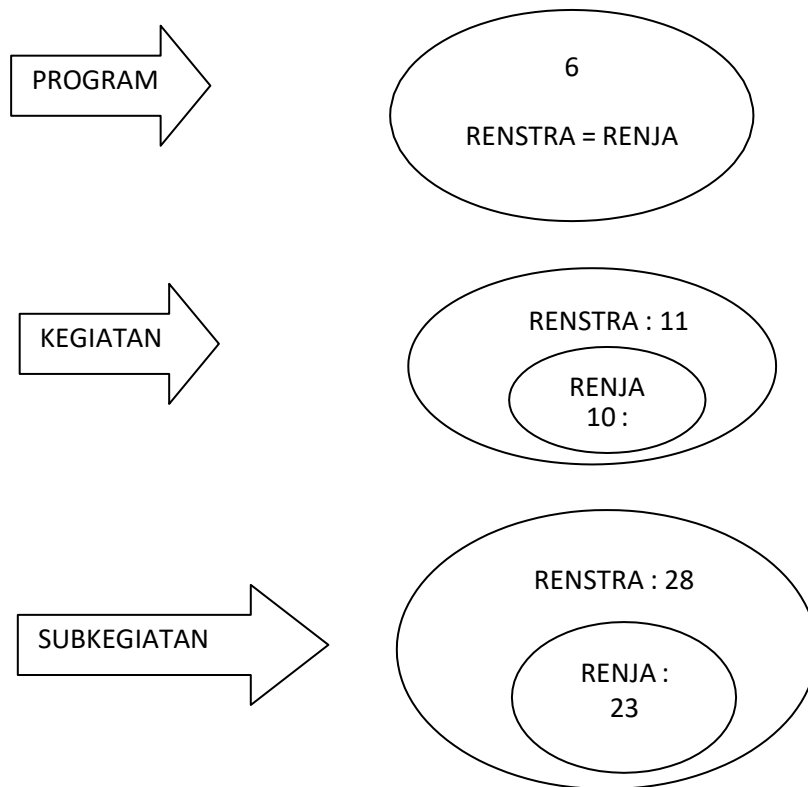 PROGRAM
6
RENSTRA = RENJA
KEGIATAN
RENSTRA : 11
RENJA
10 :
SUBKEGIATAN
RENSTRA : 28
RENJA :
23